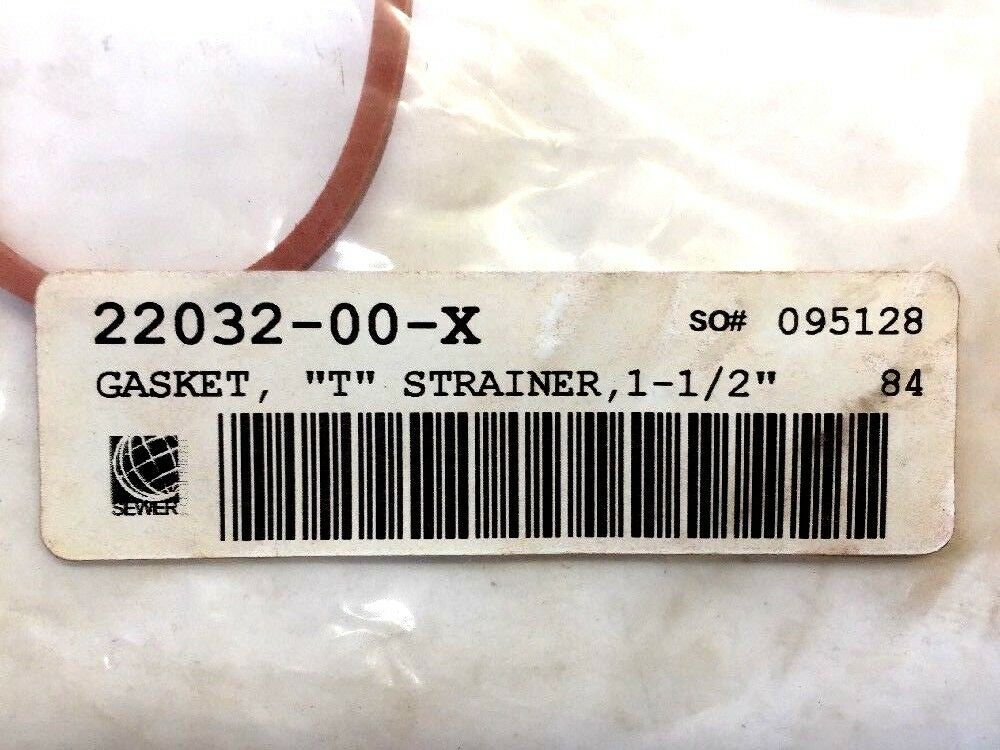 22032-00-X SO# 095128
GASKET, "T" STRAINER,1-1/2" 84
SEWER